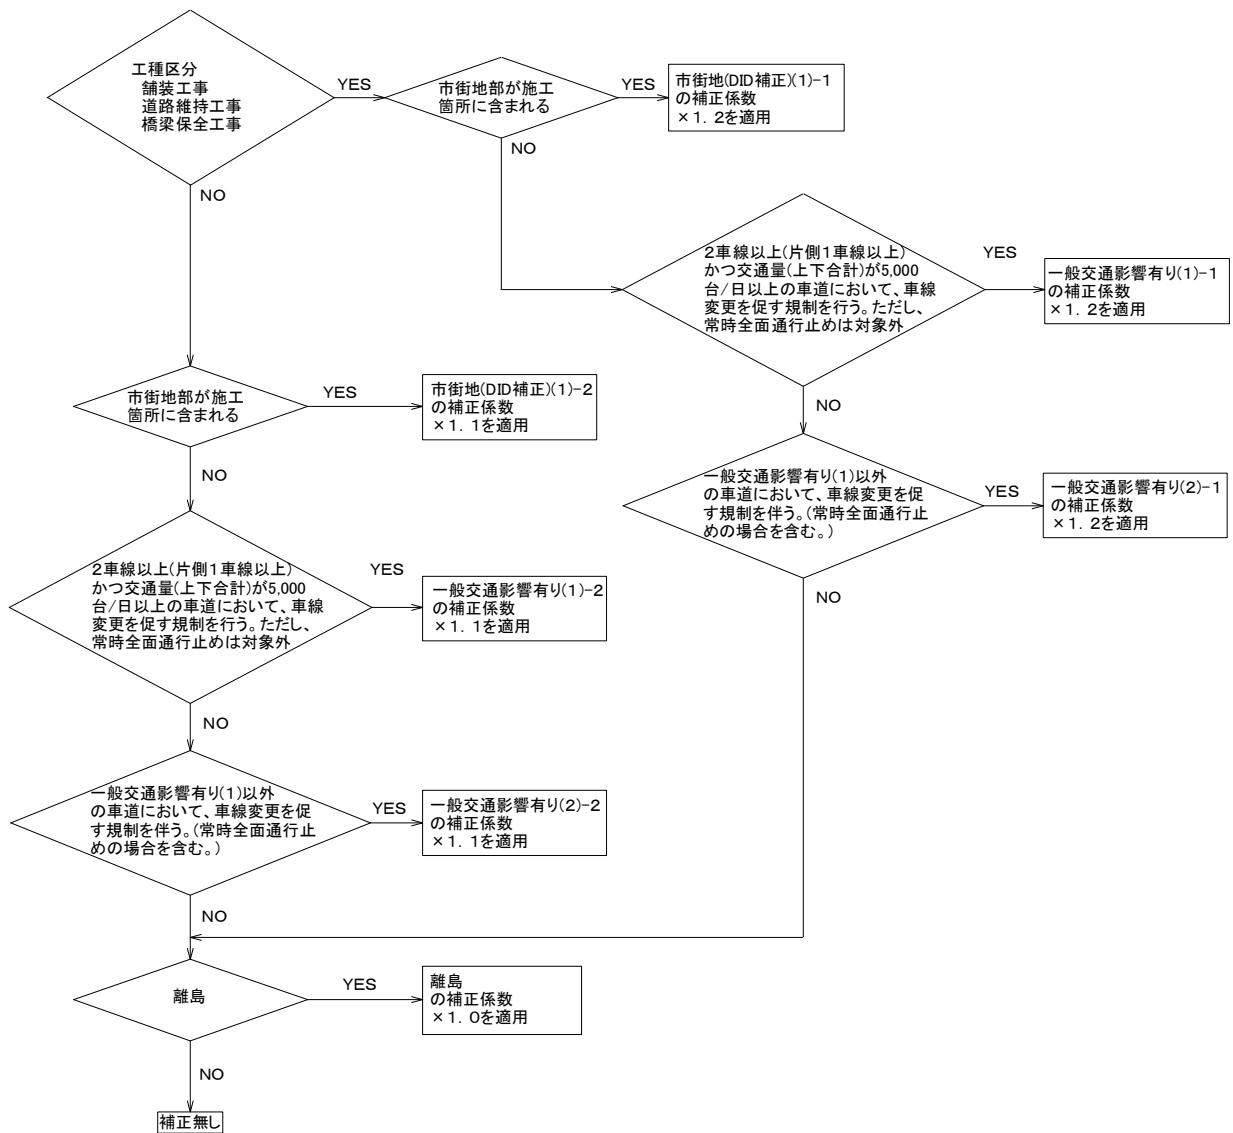 工種区分
舗装工事
道路維持工事
橋梁保全工事
YES
市街地部が施工
箇所に含まれる
YES
市街地(DID補正)(1)-1
の補正係数
×1.2を適用
NO
NO
2車線以上(片側1車線以上)
かつ交通量(上下合計)が5,000
台/日以上の車道において、車線
変更を促す規制を行う。ただし、
常時全面通行止めは対象外
YES
一般交通影響有り(1)-1
の補正係数
×1.2を適用
NO
市街地部が施工
箇所に含まれる
YES
市街地(DID補正)(1)-2
の補正係数
×1.1を適用
NO
一般交通影響有り(1)以外
の車道において、車線変更を促
す規制を伴う。(常時全面通行止
めの場合を含む。)
YES
一般交通影響有り(2)-1
の補正係数
×1.2を適用
NO
2車線以上(片側1車線以上)
かつ交通量(上下合計)が5,000
台/日以上の車道において、車線
変更を促す規制を行う。ただし、
常時全面通行止めは対象外
YES
一般交通影響有り(1)-2
の補正係数
×1.1を適用
NO
一般交通影響有り(1)以外
の車道において、車線変更を促
す規制を伴う。(常時全面通行止
めの場合を含む。)
YES
一般交通影響有り(2)-2
の補正係数
×1.1を適用
NO
NO
離島
YES
離島
の補正係数
×1.0を適用
NO
補正無し